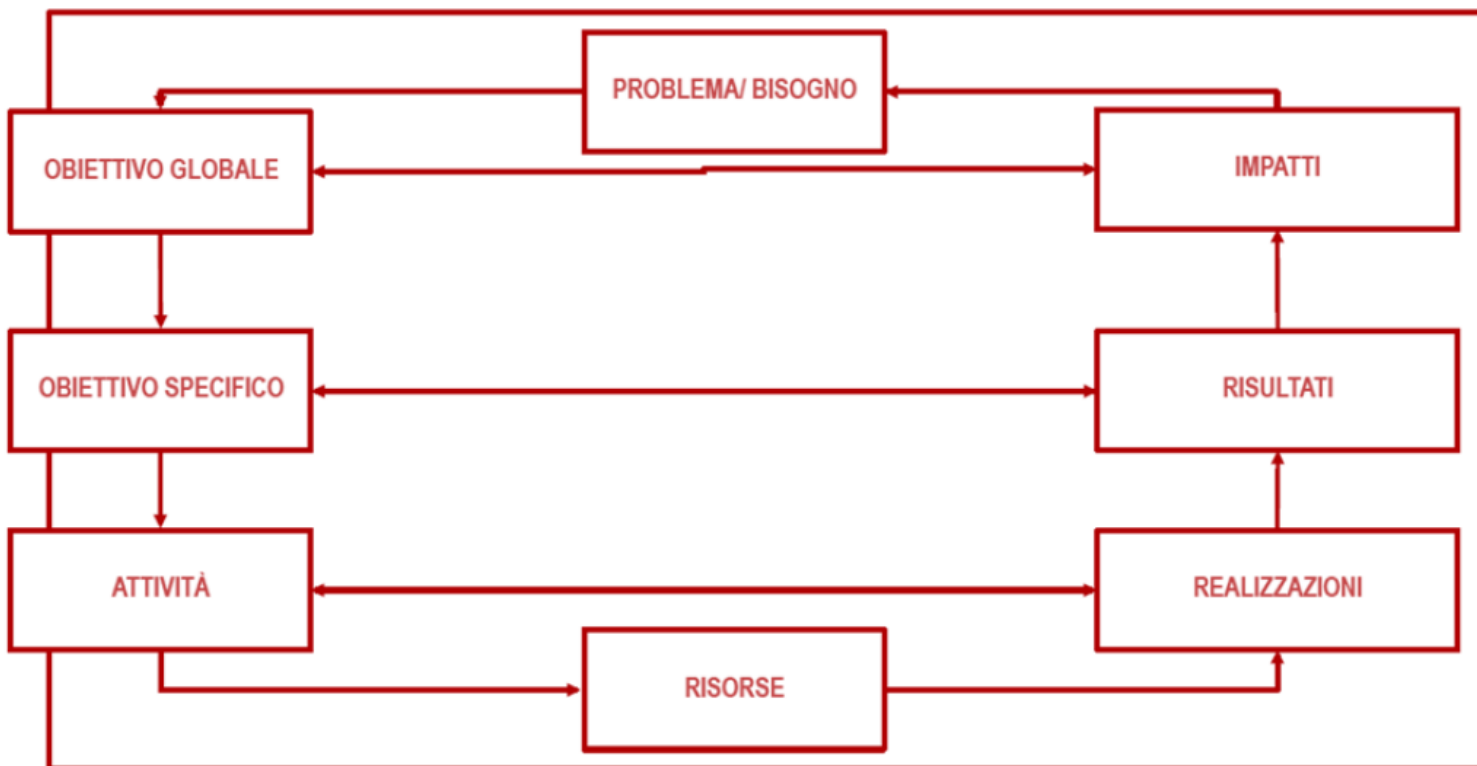 PROBLEMA/ BISOGNO
OBIETTIVO GLOBALE
IMPATTI
OBIETTIVO SPECIFICO
RISULTATI
ATTIVITÀ
REALIZZAZIONI
RISORSE